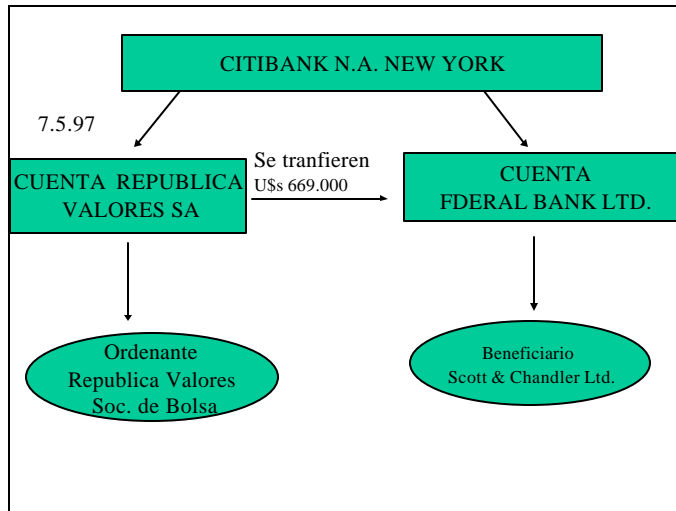 CITIBANK N.A. NEW YORK
7.5.97
CUENTA REPUBLICA
VALORES SA
Se tranfieren
U$s 669.000
CUENTA
FDERAL BANK LTD.
Ordenante
Republica Valores
Soc. de Bolsa
Beneficiario
Scott & Chandler Ltd.